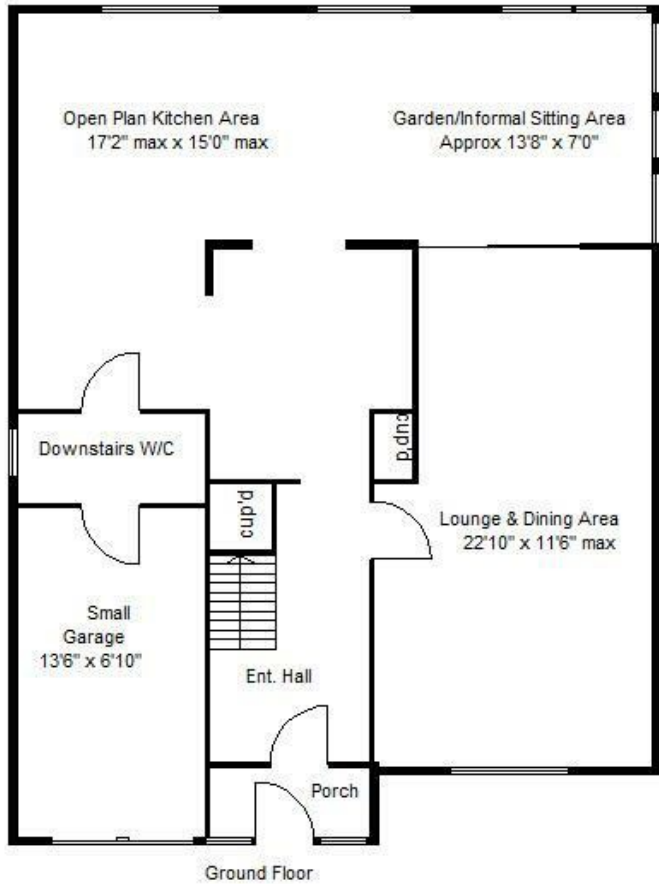 Open Plan Kitchen Area
17'2" max x 15'0" max
Garden/Informal Sitting Area
Approx 13'8" x 7'0"
Downstairs W/C
cup'd
cup'd
Lounge & Dining Area
22'10" x 11'6" max
Small
Garage
13'6" x 6'10"
Ent. Hall
Porch
Ground Floor